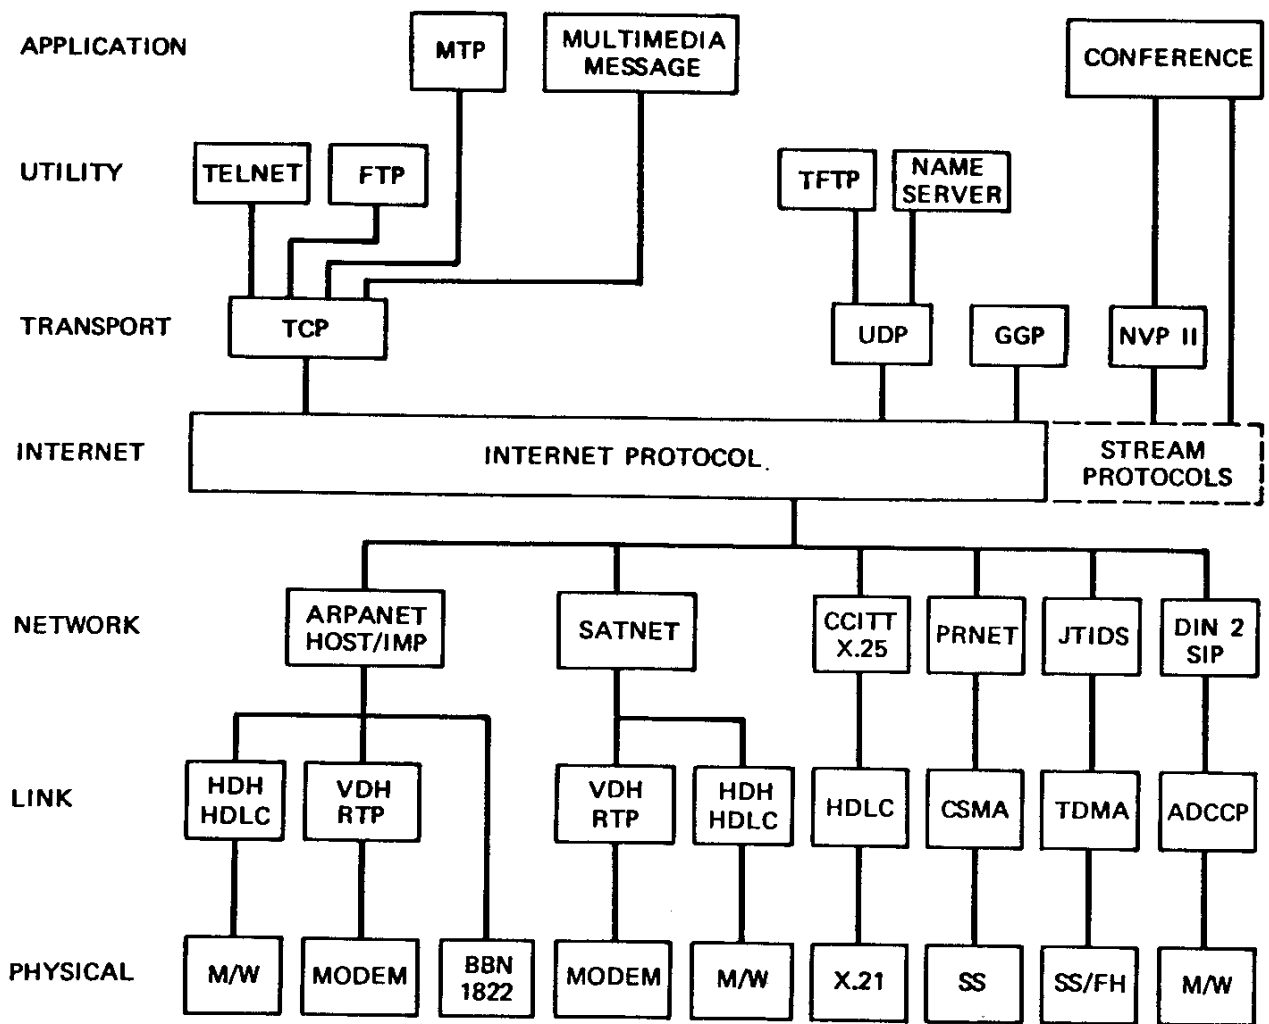 APPLICATION
MTP
MULTIMEDIA
MESSAGE
CONFERENCE
UTILITY
TELNET
FTP
TFTP
NAME
SERVER
TRANSPORT
TCP
UDP
GGP
NVP II
INTERNET
INTERNET PROTOCOL.
STREAM
PROTOCOLS
NETWORK
ARPANET
HOST/IMP
SATNET
CCITT
X.25
PRNET
JTIDS
DIN 2
SIP
LINK
HDH
HDLC
VDH
RTP
VDH
RTP
HDH
HDLC
HDLC
CSMA
TDMA
ADCCP
PHYSICAL
M/W
MODEM
BBN
1822
MODEM
M/W
X.21
SS
SS/FH
M/W